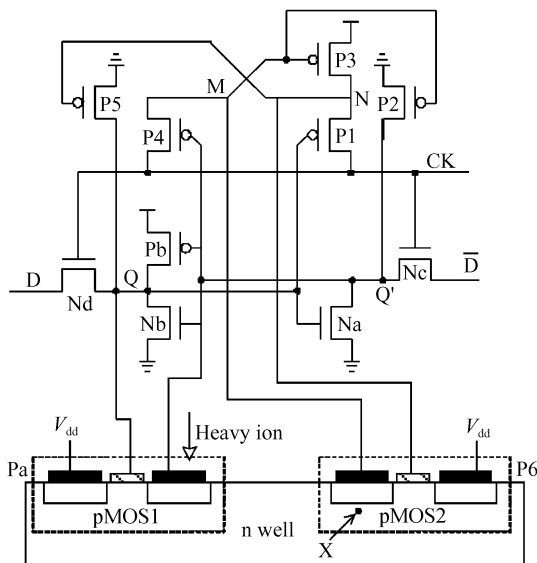 P3
P5
M
N
P2
P4
P1
CK
Pb
D
Q
Nc
D̅
Nd
Q'
Nb
Na
Vdd
Heavy ion
Vdd
Pa
P6
pMOS1
n well
pMOS2
X